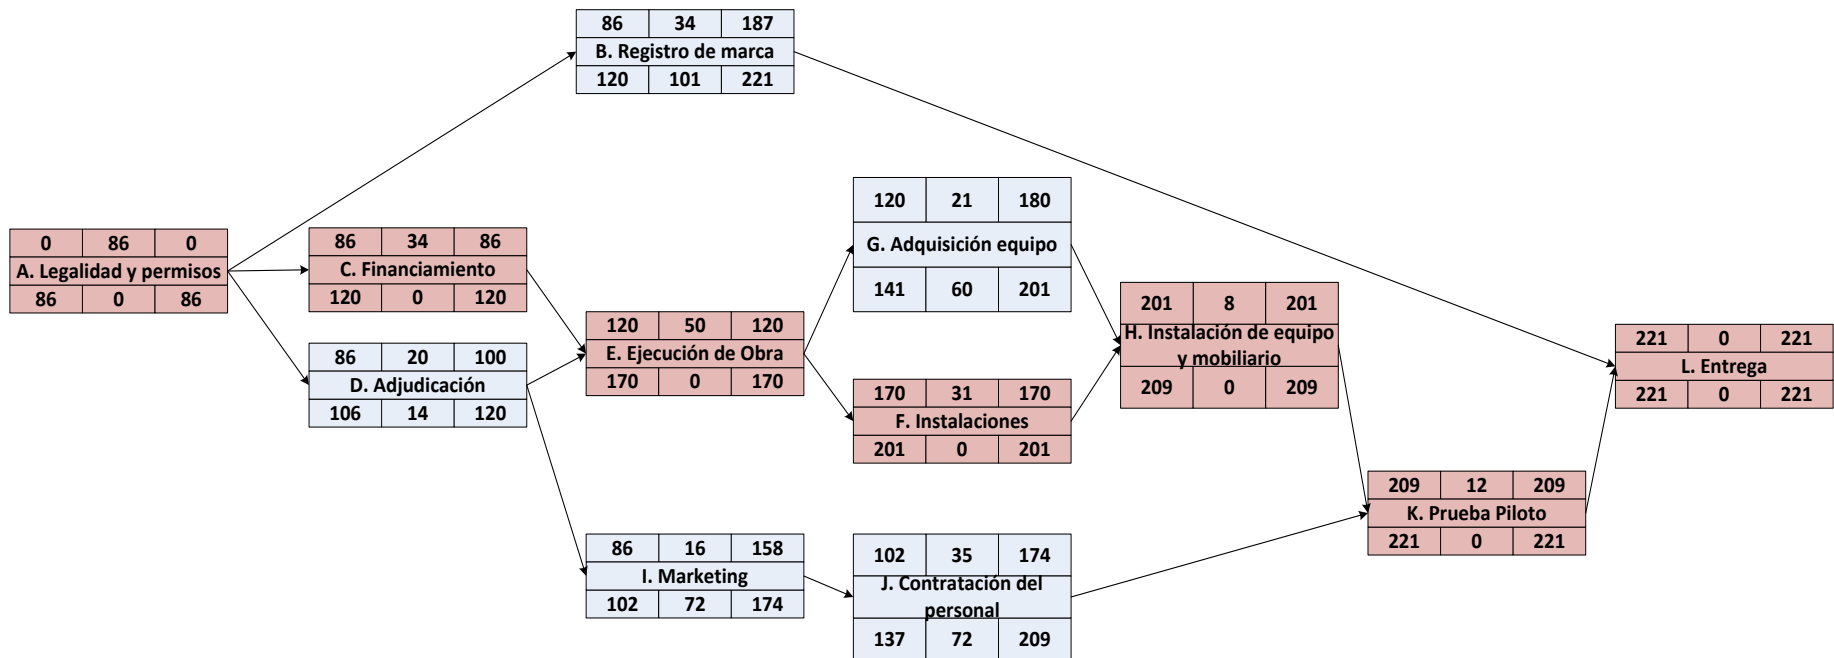 86 34 187
B. Registro de marca
120 101 221
120 21 180
G. Adquisición equipo
141 60 201
0 86 0
A. Legalidad y permisos
86 0 86
86 34 86
C. Financiamiento
120 0 120
86 20 100
D. Adjudicación
106 14 120
120 50 120
E. Ejecución de Obra
170 0 170
170 31 170
F. Instalaciones
201 0 201
201 8 201
H. Instalación de equipo
y mobiliario
209 0 209
221 0 221
L. Entrega
221 0 221
209 12 209
K. Prueba Piloto
221 0 221
86 16 158
I. Marketing
102 72 174
102 35 174
J. Contratación del
personal
137 72 209